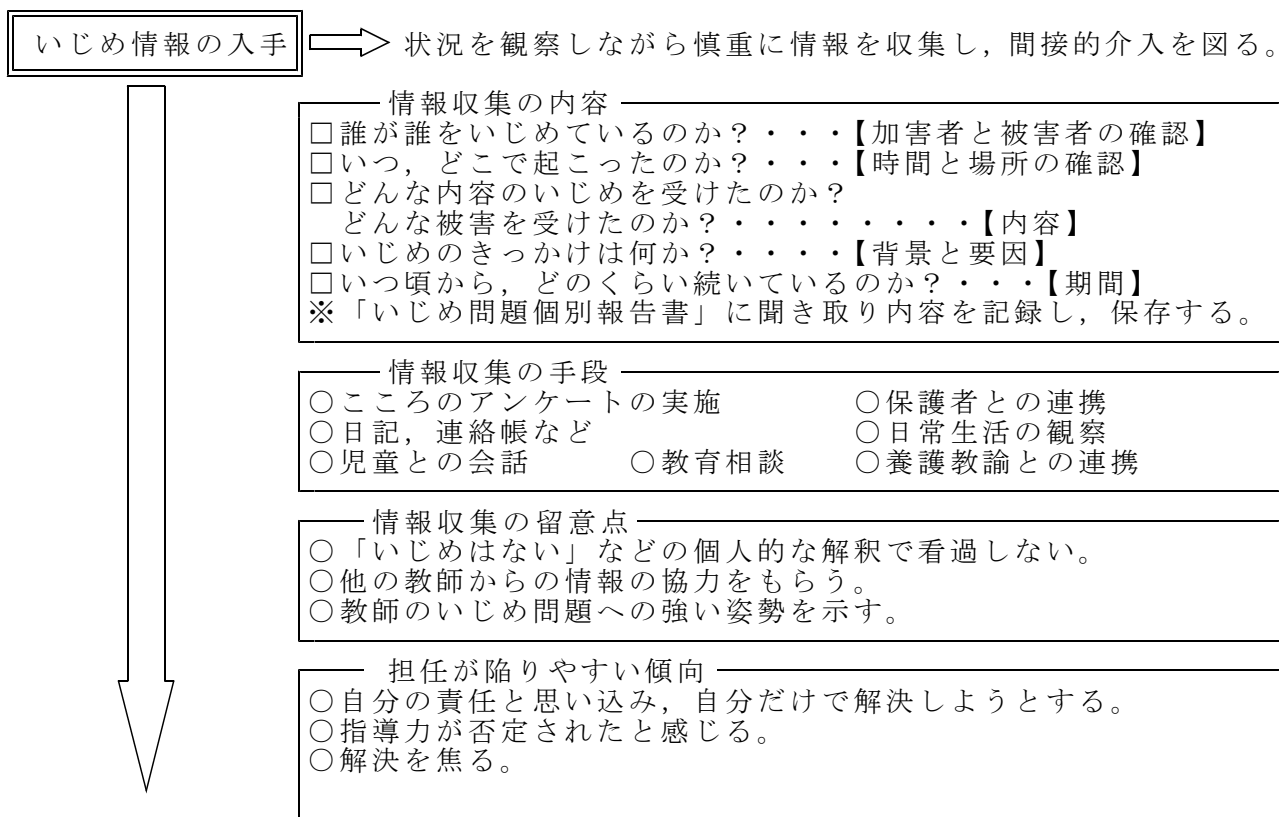 いじめ情報の入手 状況を観察しながら慎重に情報を収集し，間接的介入を図る。
情報収集の内容
□誰が誰をいじめているのか？・・・【加害者と被害者の確認】
□いつ，どこで起こったのか？・・・【時間と場所の確認】
□どんな内容のいじめを受けたのか？
どんな被害を受けたのか？・・・・・・・・【内容】
□いじめのきっかけは何か？・・・・【背景と要因】
□いつ頃から，どのくらい続いているのか？・・・【期間】
※「いじめ問題個別報告書」に聞き取り内容を記録し，保存する。
情報収集の手段
○こころのアンケートの実施 ○保護者との連携
○日記，連絡帳など ○日常生活の観察
○児童との会話 ○教育相談 ○養護教諭との連携
情報収集の留意点
○「いじめはない」などの個人的な解釈で看過しない。
○他の教師からの情報の協力をもらう。
○教師のいじめ問題への強い姿勢を示す。
担任が陥りやすい傾向
○自分の責任と思い込み，自分だけで解決しようとする。
○指導力が否定されたと感じる。
○解決を焦る。